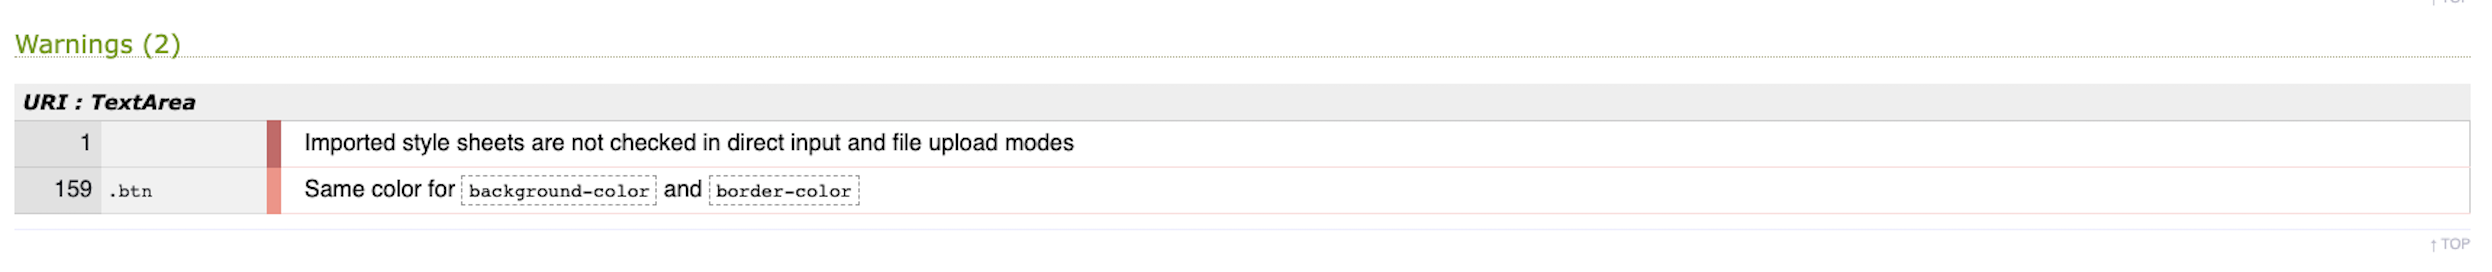 ↑ TOP
Warnings (2)
URI : TextArea
1 Imported style sheets are not checked in direct input and file upload modes
159 .btn Same color for background-color and border-color
↑ TOP